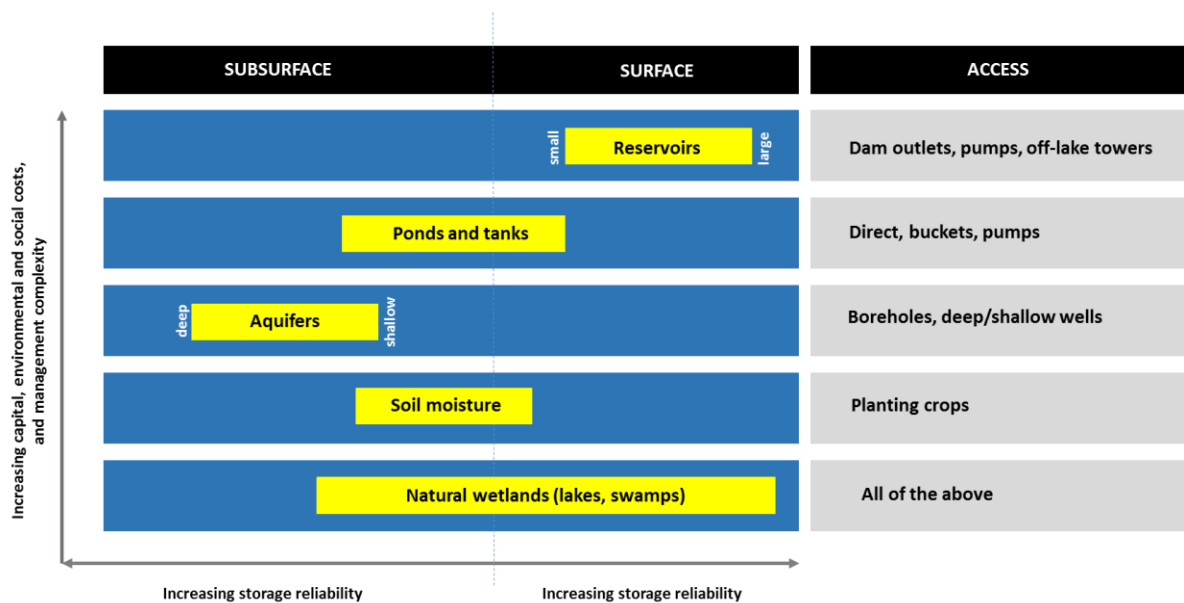 SUBSURFACE
SURFACE
ACCESS
Increasing capital, environmental and social costs,
and management complexity
small
Reservoirs
large
Dam outlets, pumps, off-lake towers
Ponds and tanks
Direct, buckets, pumps
deep
Aquifers
shallow
Boreholes, deep/shallow wells
Soil moisture
Planting crops
Natural wetlands (lakes, swamps)
All of the above
Increasing storage reliability
Increasing storage reliability